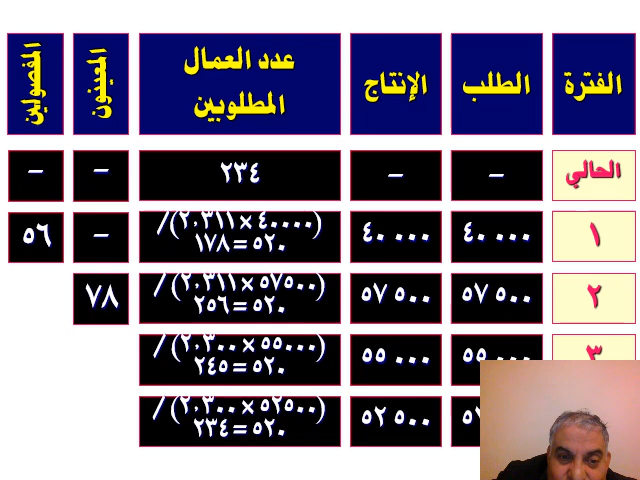 الفترة الطلب الإنتاج عدد العمال المطلوبين المعينون المفصولين
الحالي – – ٢٣٤ – –
١ ٤٠ ٠٠٠ ٤٠ ٠٠٠ (٤٠٠٠٠ × ٢,٣١١) / ٥٢٠ = ١٧٨ – ٥٦
٢ ٥٧ ٥٠٠ ٥٧ ٥٠٠ (٥٧٥٠٠ × ٢,٣١١) / ٥٢٠ = ٢٥٦ ٧٨
٣ ٥٥ ٠٠٠ ٥٥ ٠٠٠ (٥٥٠٠٠ × ٢,٣٠٠) / ٥٢٠ = ٢٤٥
٥٢ ٥٠٠ (٥٢٥٠٠ × ٢,٣٠٠) / ٥٢٠ = ٢٣٤